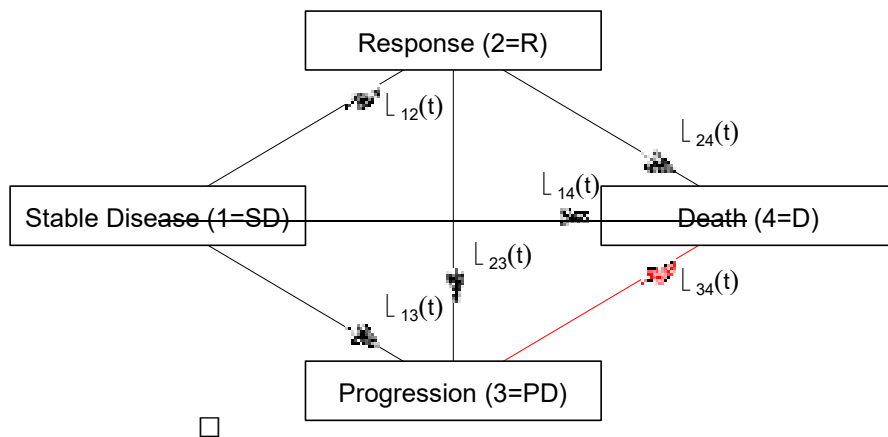 Response (2=R)
L 12(t)
L 24(t)
L 14(t)
Stable Disease (1=SD)
Death (4=D)
L 23(t)
L 34(t)
L 13(t)
Progression (3=PD)